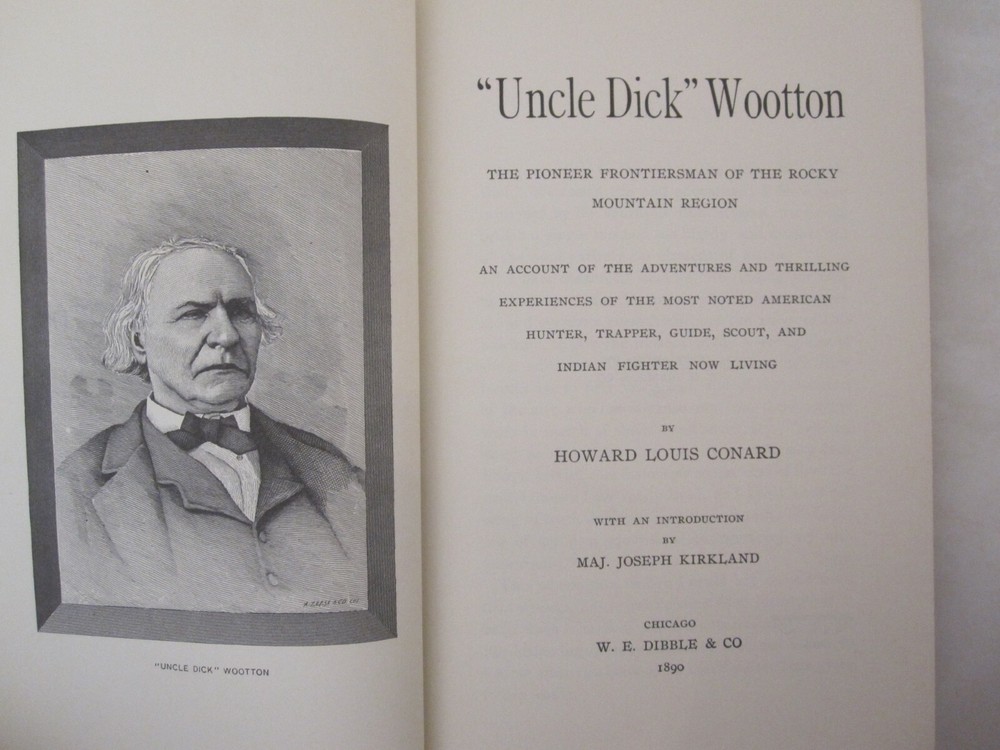 "UNCLE DICK" WOOTTON
"Uncle Dick" Wootton
THE PIONEER FRONTIERSMAN OF THE ROCKY
MOUNTAIN REGION
AN ACCOUNT OF THE ADVENTURES AND THRILLING
EXPERIENCES OF THE MOST NOTED AMERICAN
HUNTER, TRAPPER, GUIDE, SCOUT, AND
INDIAN FIGHTER NOW LIVING
BY
HOWARD LOUIS CONARD
WITH AN INTRODUCTION
BY
MAJ. JOSEPH KIRKLAND
CHICAGO
W. E. DIBBLE & CO
1890